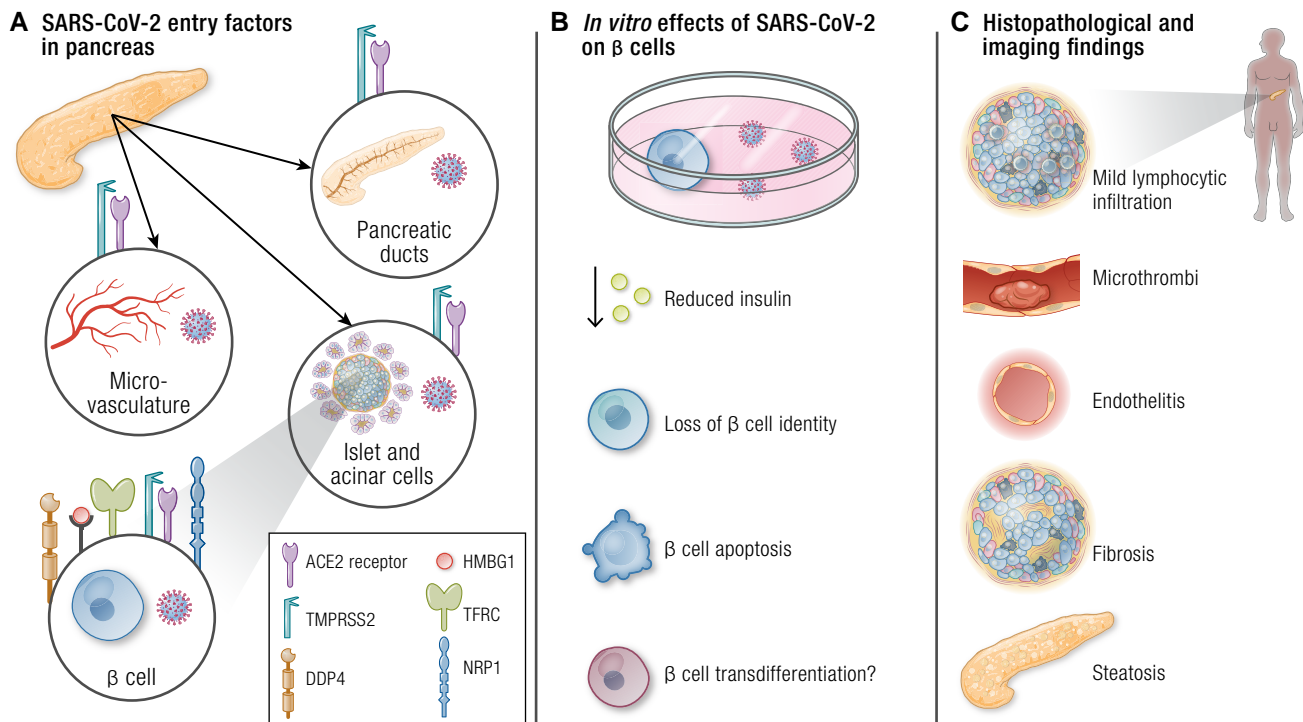 A SARS-CoV-2 entry factors
in pancreas
Pancreatic
ducts
Micro-
vasculature
Islet and
acinar cells
β cell
ACE2 receptor
HMBG1
TMPRSS2
TFRC
DDP4
NRP1
B In vitro effects of SARS-CoV-2
on β cells
Reduced insulin
Loss of β cell identity
β cell apoptosis
β cell transdifferentiation?
C Histopathological and
imaging findings
Mild lymphocytic
infiltration
Microthrombi
Endothelitis
Fibrosis
Steatosis